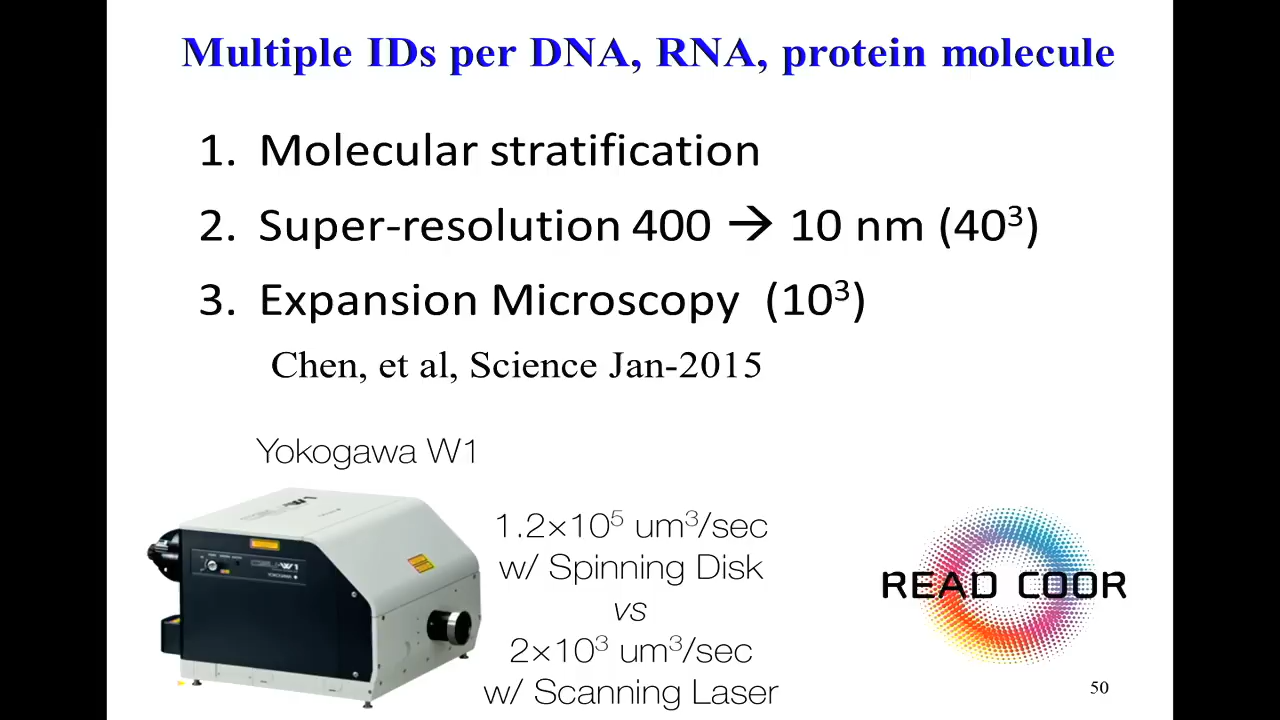 Multiple IDs per DNA, RNA, protein molecule
1. Molecular stratification
2. Super-resolution 400 → 10 nm (40³)
3. Expansion Microscopy (10³)
Chen, et al, Science Jan-2015
Yokogawa W1
1.2×10⁵ um³/sec
w/ Spinning Disk
vs
2×10³ um³/sec
w/ Scanning Laser
READ COOR
50